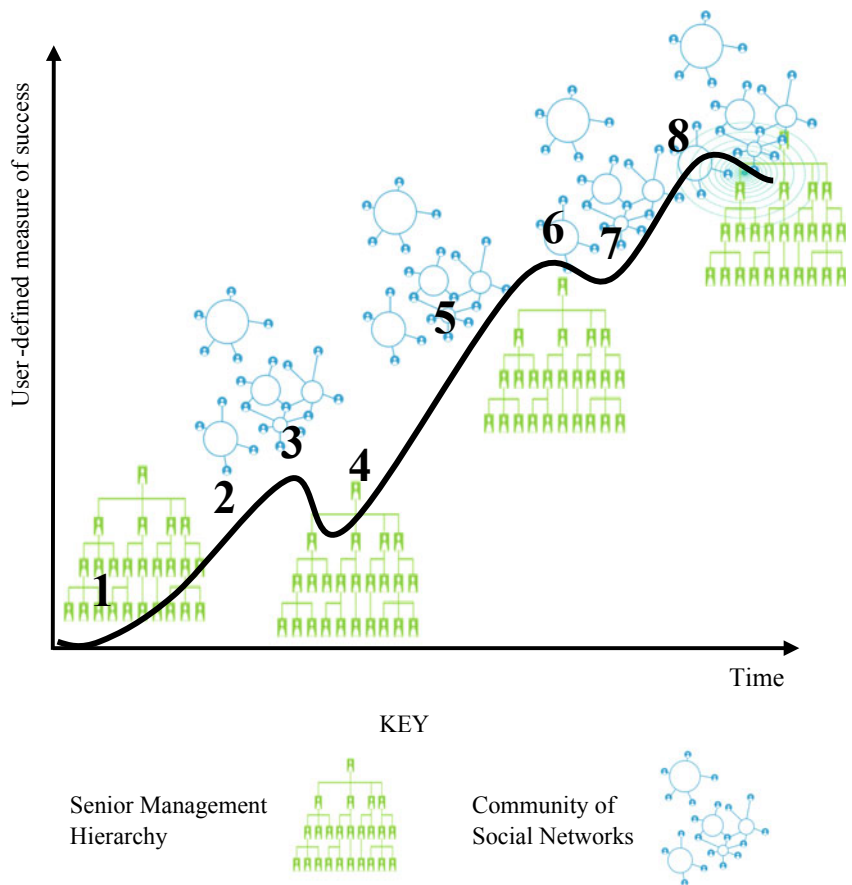 User -defined measure of success
8
6
7
5
3
4
2
1
Time
KEY
Senior Management
Hierarchy
Community of
Social Networks